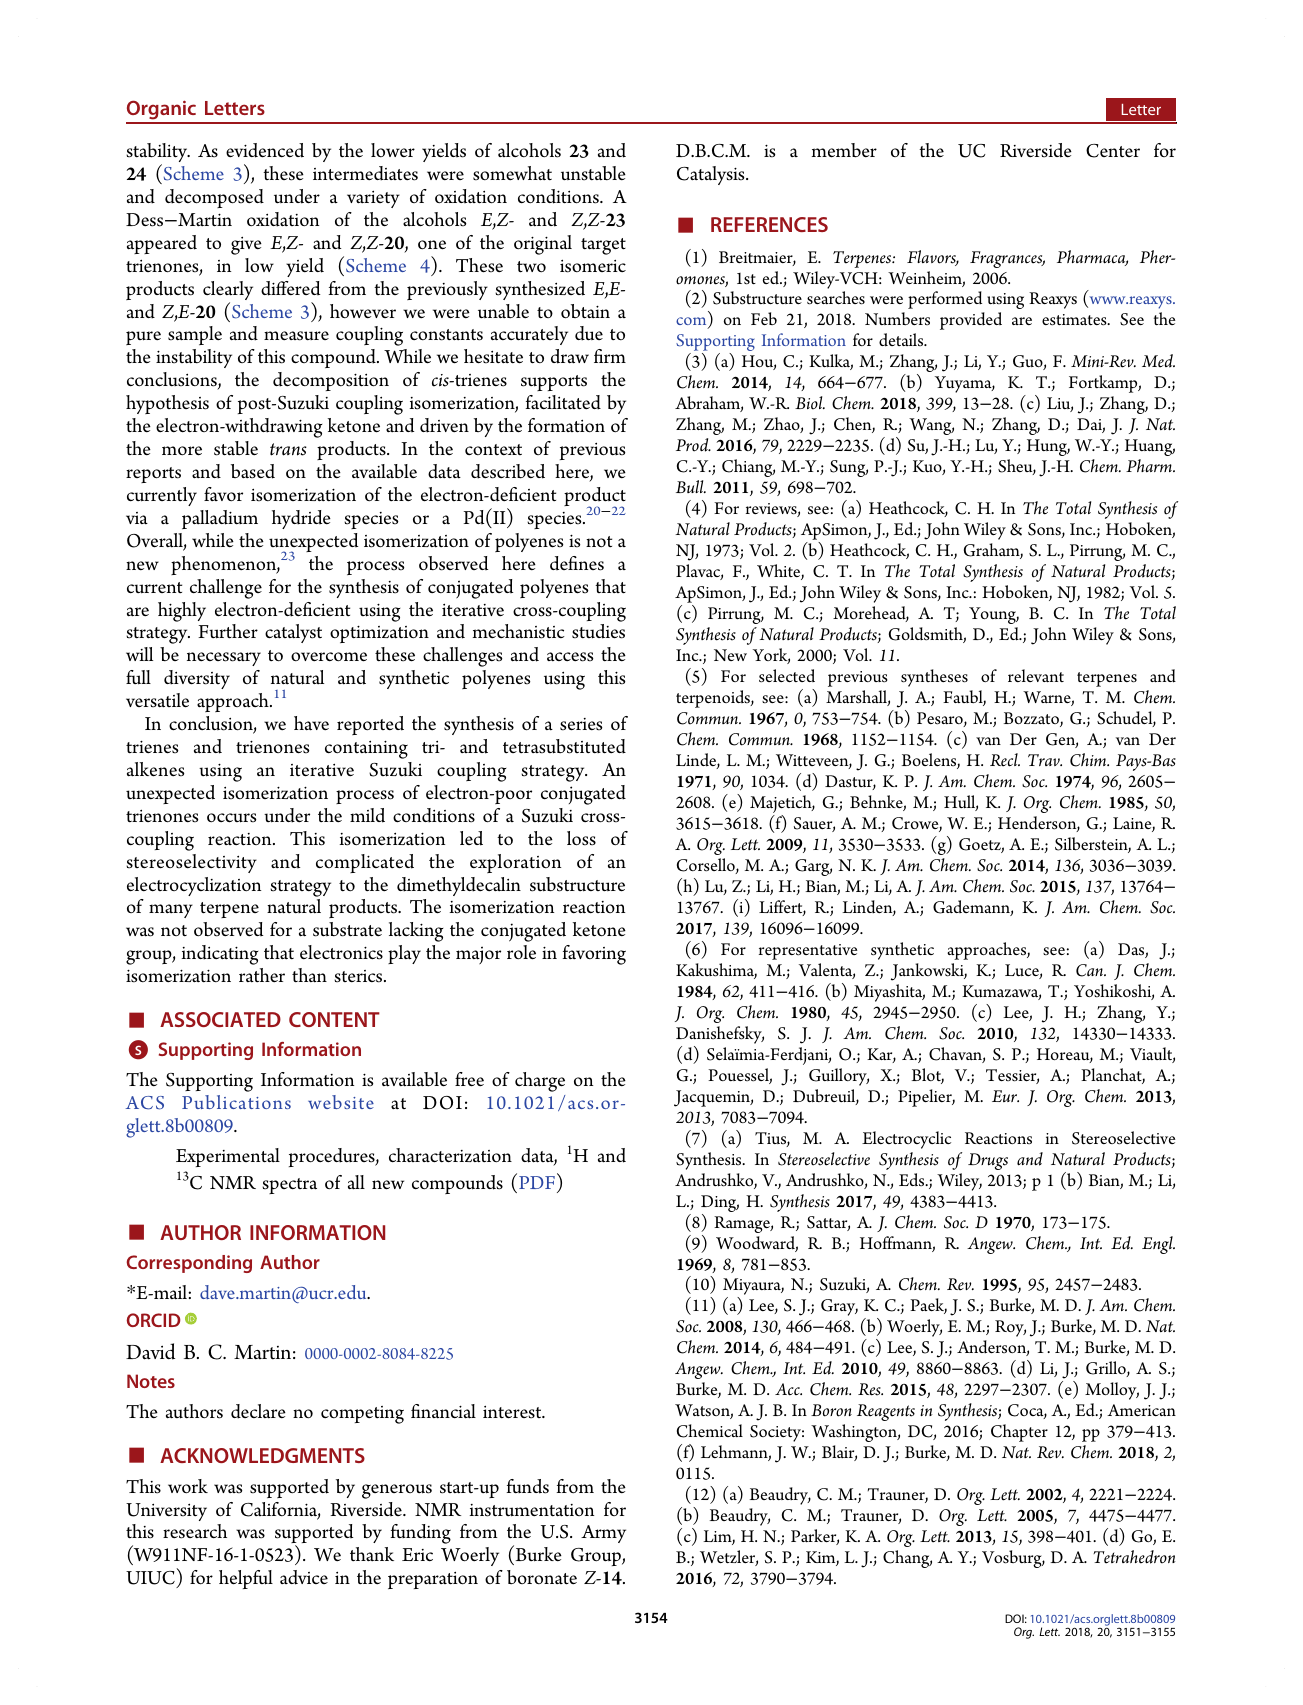 Organic Letters
Letter
stability. As evidenced by the lower yields of alcohols 23 and
24 (Scheme 3), these intermediates were somewhat unstable
and decomposed under a variety of oxidation conditions. A
Dess−Martin oxidation of the alcohols E,Z- and Z,Z-23
appeared to give E,Z- and Z,Z-20, one of the original target
trienones, in low yield (Scheme 4). These two isomeric
products clearly differed from the previously synthesized E,E-
and Z,E-20 (Scheme 3), however we were unable to obtain a
pure sample and measure coupling constants accurately due to
the instability of this compound. While we hesitate to draw firm
conclusions, the decomposition of cis-trienes supports the
hypothesis of post-Suzuki coupling isomerization, facilitated by
the electron-withdrawing ketone and driven by the formation of
the more stable trans products. In the context of previous
reports and based on the available data described here, we
currently favor isomerization of the electron-deficient product
via a palladium hydride species or a Pd(II) species.20−22
Overall, while the unexpected isomerization of polyenes is not a
new phenomenon,23 the process observed here defines a
current challenge for the synthesis of conjugated polyenes that
are highly electron-deficient using the iterative cross-coupling
strategy. Further catalyst optimization and mechanistic studies
will be necessary to overcome these challenges and access the
full diversity of natural and synthetic polyenes using this
versatile approach.11
In conclusion, we have reported the synthesis of a series of
trienes and trienones containing tri- and tetrasubstituted
alkenes using an iterative Suzuki coupling strategy. An
unexpected isomerization process of electron-poor conjugated
trienones occurs under the mild conditions of a Suzuki cross-
coupling reaction. This isomerization led to the loss of
stereoselectivity and complicated the exploration of an
electrocyclization strategy to the dimethyldecalin substructure
of many terpene natural products. The isomerization reaction
was not observed for a substrate lacking the conjugated ketone
group, indicating that electronics play the major role in favoring
isomerization rather than sterics.
■ ASSOCIATED CONTENT
S Supporting Information
The Supporting Information is available free of charge on the
ACS Publications website at DOI: 10.1021/acs.or-
glett.8b00809.
Experimental procedures, characterization data, 1H and
13C NMR spectra of all new compounds (PDF)
■ AUTHOR INFORMATION
Corresponding Author
*E-mail: dave.martin@ucr.edu.
ORCID iD
David B. C. Martin: 0000-0002-8084-8225
Notes
The authors declare no competing financial interest.
■ ACKNOWLEDGMENTS
This work was supported by generous start-up funds from the
University of California, Riverside. NMR instrumentation for
this research was supported by funding from the U.S. Army
(W911NF-16-1-0523). We thank Eric Woerly (Burke Group,
UIUC) for helpful advice in the preparation of boronate Z-14.
D.B.C.M. is a member of the UC Riverside Center for
Catalysis.
■ REFERENCES
(1) Breitmaier, E. Terpenes: Flavors, Fragrances, Pharmaca, Pher-
omones, 1st ed.; Wiley-VCH: Weinheim, 2006.
(2) Substructure searches were performed using Reaxys (www.reaxys.
com) on Feb 21, 2018. Numbers provided are estimates. See the
Supporting Information for details.
(3) (a) Hou, C.; Kulka, M.; Zhang, J.; Li, Y.; Guo, F. Mini-Rev. Med.
Chem. 2014, 14, 664−677. (b) Yuyama, K. T.; Fortkamp, D.;
Abraham, W.-R. Biol. Chem. 2018, 399, 13−28. (c) Liu, J.; Zhang, D.;
Zhang, M.; Zhao, J.; Chen, R.; Wang, N.; Zhang, D.; Dai, J. J. Nat.
Prod. 2016, 79, 2229−2235. (d) Su, J.-H.; Lu, Y.; Hung, W.-Y.; Huang,
C.-Y.; Chiang, M.-Y.; Sung, P.-J.; Kuo, Y.-H.; Sheu, J.-H. Chem. Pharm.
Bull. 2011, 59, 698−702.
(4) For reviews, see: (a) Heathcock, C. H. In The Total Synthesis of
Natural Products; ApSimon, J., Ed.; John Wiley & Sons, Inc.; Hoboken,
NJ, 1973; Vol. 2. (b) Heathcock, C. H., Graham, S. L., Pirrung, M. C.,
Plavac, F., White, C. T. In The Total Synthesis of Natural Products;
ApSimon, J., Ed.; John Wiley & Sons, Inc.: Hoboken, NJ, 1982; Vol. 5.
(c) Pirrung, M. C.; Morehead, A. T; Young, B. C. In The Total
Synthesis of Natural Products; Goldsmith, D., Ed.; John Wiley & Sons,
Inc.; New York, 2000; Vol. 11.
(5) For selected previous syntheses of relevant terpenes and
terpenoids, see: (a) Marshall, J. A.; Faubl, H.; Warne, T. M. Chem.
Commun. 1967, 0, 753−754. (b) Pesaro, M.; Bozzato, G.; Schudel, P.
Chem. Commun. 1968, 1152−1154. (c) van Der Gen, A.; van Der
Linde, L. M.; Witteveen, J. G.; Boelens, H. Recl. Trav. Chim. Pays-Bas
1971, 90, 1034. (d) Dastur, K. P. J. Am. Chem. Soc. 1974, 96, 2605−
2608. (e) Majetich, G.; Behnke, M.; Hull, K. J. Org. Chem. 1985, 50,
3615−3618. (f) Sauer, A. M.; Crowe, W. E.; Henderson, G.; Laine, R.
A. Org. Lett. 2009, 11, 3530−3533. (g) Goetz, A. E.; Silberstein, A. L.;
Corsello, M. A.; Garg, N. K. J. Am. Chem. Soc. 2014, 136, 3036−3039.
(h) Lu, Z.; Li, H.; Bian, M.; Li, A. J. Am. Chem. Soc. 2015, 137, 13764−
13767. (i) Liffert, R.; Linden, A.; Gademann, K. J. Am. Chem. Soc.
2017, 139, 16096−16099.
(6) For representative synthetic approaches, see: (a) Das, J.;
Kakushima, M.; Valenta, Z.; Jankowski, K.; Luce, R. Can. J. Chem.
1984, 62, 411−416. (b) Miyashita, M.; Kumazawa, T.; Yoshikoshi, A.
J. Org. Chem. 1980, 45, 2945−2950. (c) Lee, J. H.; Zhang, Y.;
Danishefsky, S. J. J. Am. Chem. Soc. 2010, 132, 14330−14333.
(d) Selaïmia-Ferdjani, O.; Kar, A.; Chavan, S. P.; Horeau, M.; Viault,
G.; Pouessel, J.; Guillory, X.; Blot, V.; Tessier, A.; Planchat, A.;
Jacquemin, D.; Dubreuil, D.; Pipelier, M. Eur. J. Org. Chem. 2013,
2013, 7083−7094.
(7) (a) Tius, M. A. Electrocyclic Reactions in Stereoselective
Synthesis. In Stereoselective Synthesis of Drugs and Natural Products;
Andrushko, V., Andrushko, N., Eds.; Wiley, 2013; p 1 (b) Bian, M.; Li,
L.; Ding, H. Synthesis 2017, 49, 4383−4413.
(8) Ramage, R.; Sattar, A. J. Chem. Soc. D 1970, 173−175.
(9) Woodward, R. B.; Hoffmann, R. Angew. Chem., Int. Ed. Engl.
1969, 8, 781−853.
(10) Miyaura, N.; Suzuki, A. Chem. Rev. 1995, 95, 2457−2483.
(11) (a) Lee, S. J.; Gray, K. C.; Paek, J. S.; Burke, M. D. J. Am. Chem.
Soc. 2008, 130, 466−468. (b) Woerly, E. M.; Roy, J.; Burke, M. D. Nat.
Chem. 2014, 6, 484−491. (c) Lee, S. J.; Anderson, T. M.; Burke, M. D.
Angew. Chem., Int. Ed. 2010, 49, 8860−8863. (d) Li, J.; Grillo, A. S.;
Burke, M. D. Acc. Chem. Res. 2015, 48, 2297−2307. (e) Molloy, J. J.;
Watson, A. J. B. In Boron Reagents in Synthesis; Coca, A., Ed.; American
Chemical Society: Washington, DC, 2016; Chapter 12, pp 379−413.
(f) Lehmann, J. W.; Blair, D. J.; Burke, M. D. Nat. Rev. Chem. 2018, 2,
0115.
(12) (a) Beaudry, C. M.; Trauner, D. Org. Lett. 2002, 4, 2221−2224.
(b) Beaudry, C. M.; Trauner, D. Org. Lett. 2005, 7, 4475−4477.
(c) Lim, H. N.; Parker, K. A. Org. Lett. 2013, 15, 398−401. (d) Go, E.
B.; Wetzler, S. P.; Kim, L. J.; Chang, A. Y.; Vosburg, D. A. Tetrahedron
2016, 72, 3790−3794.
3154
DOI: 10.1021/acs.orglett.8b00809
Org. Lett. 2018, 20, 3151−3155